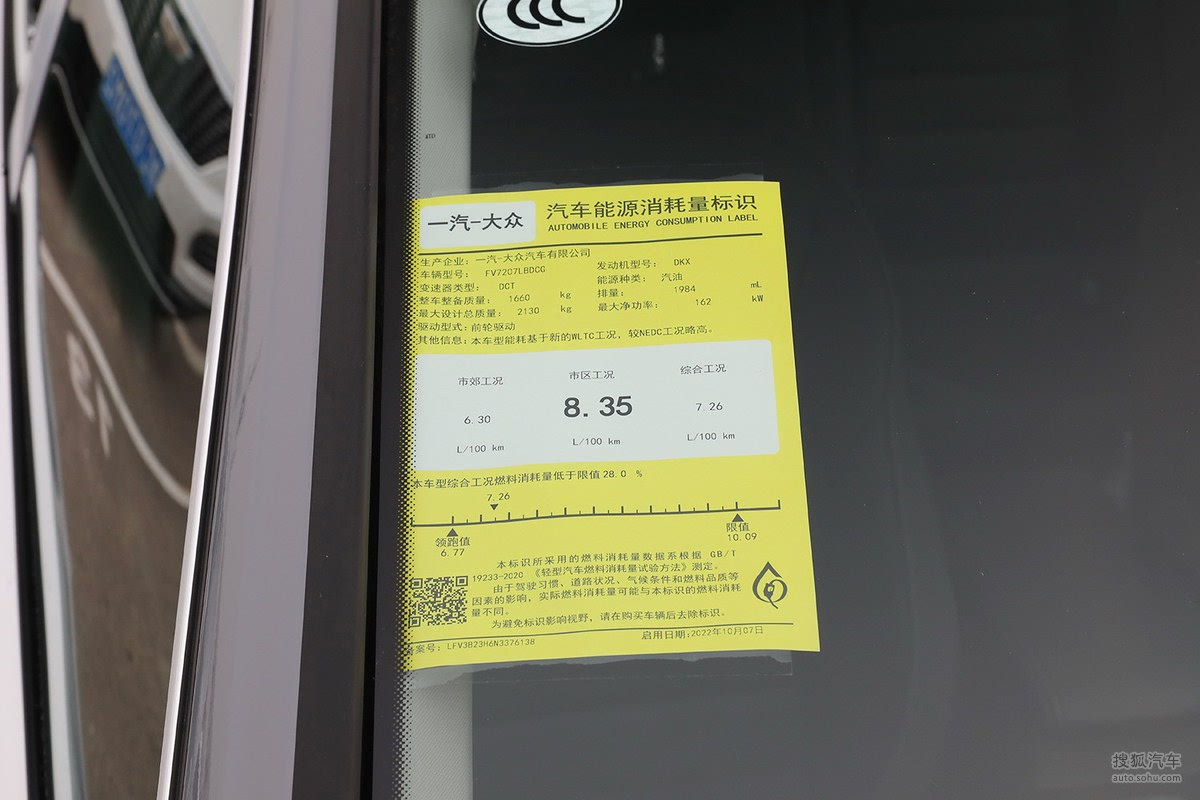 CCC
一汽-大众
汽车能源消耗量标识
AUTOMOBILE ENERGY CONSUMPTION LABEL
生产企业：一汽-大众汽车有限公司
车辆型号： FV7207LBDCG 发动机型号： DKX
变速器类型： DCT 能源种类： 汽油
整车整备质量： 1660 kg 排量： 1984 mL
最大设计总质量： 2130 kg 最大净功率： 162 kW
驱动型式：前轮驱动
其他信息：本车型能耗基于新的WLTC工况，较NEDC工况略高。
市郊工况 市区工况 综合工况
6.30 8.35 7.26
L/100 km L/100 km L/100 km
本车型综合工况燃料消耗量低于限值28.0 %
7.26
领跑值 限值
6.77 10.09
本标识所采用的燃料消耗量数据系根据 GB/T
19233-2020 《轻型汽车燃料消耗量试验方法》测定。
由于驾驶习惯、道路状况、气候条件和燃料品质等
因素的影响，实际燃料消耗量可能与本标识的燃料消耗
量不同。
为避免标识影响视野，请在购买车辆后去除标识。
备案号：LFV3B23H6N3376138 启用日期:2022年10月07日
搜狐汽车
auto.sohu.com